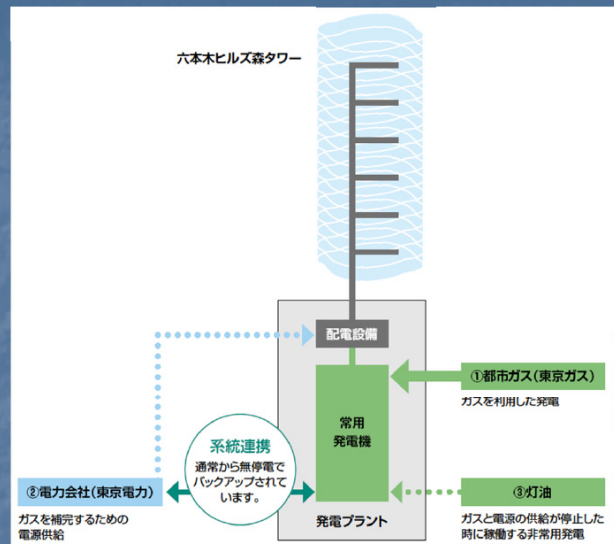 六本木ヒルズ森タワー
配電設備
①都市ガス(東京ガス)
ガスを利用した発電
常用
発電機
系統連携
通常から無停電で
バックアップされて
います。
②電力会社(東京電力)
ガスを補完するための
電源供給
③灯油
ガスと電源の供給が停止した
時に稼働する非常用発電
発電プラント